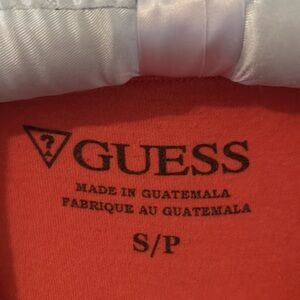 ? GUESS
MADE IN GUATEMALA
FABRIQUE AU GUATEMALA
S/P